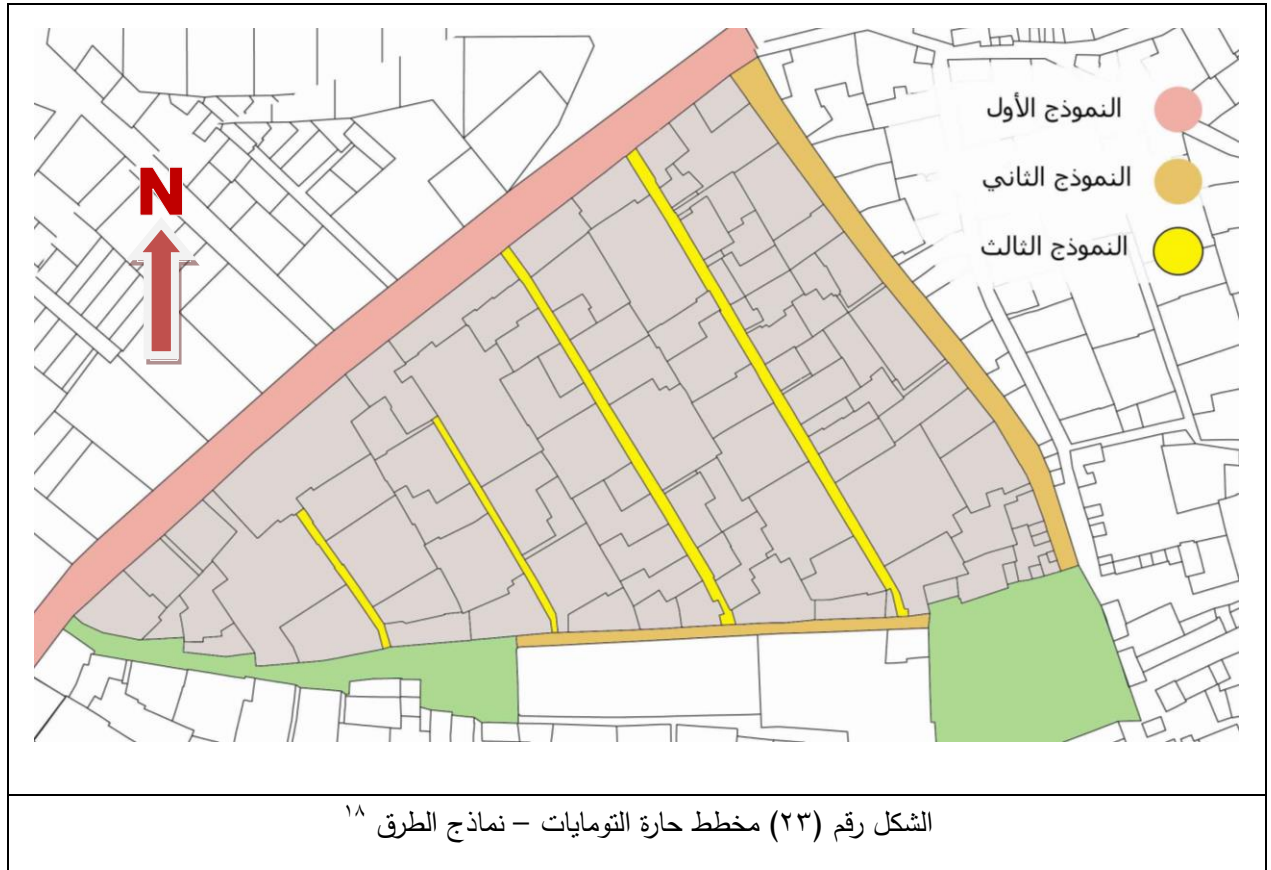 النموذج الأول
النموذج الثاني
النموذج الثالث
N
الشكل رقم (٢٣) مخطط حارة التومايات – نماذج الطرق ١٨